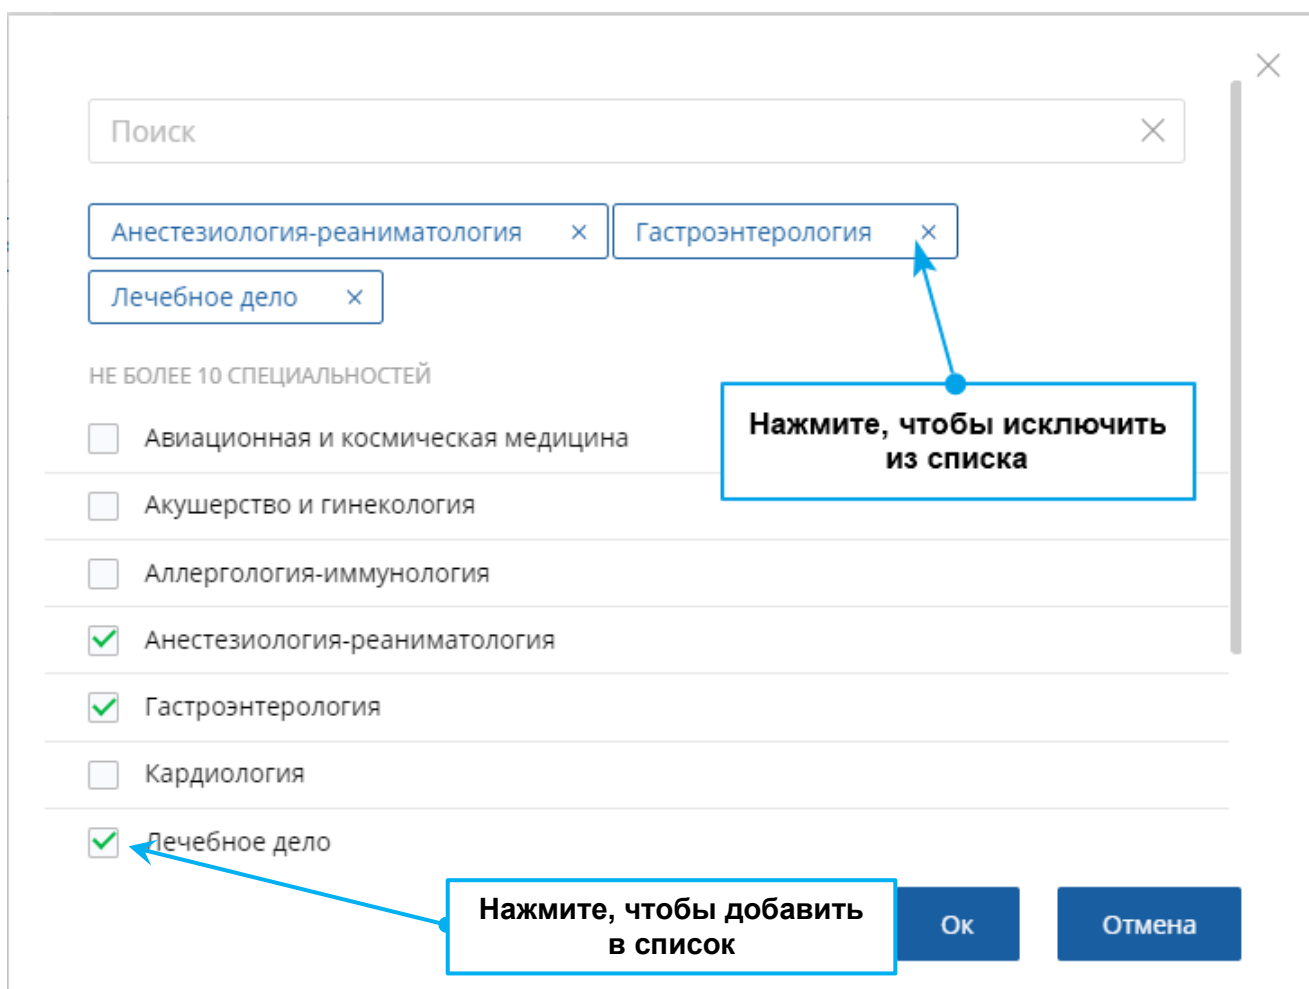 Поиск
Анестезиология-реаниматология
Гастроэнтерология
Лечебное дело
НЕ БОЛЕЕ 10 СПЕЦИАЛЬНОСТЕЙ
Нажмите, чтобы исключить
из списка
Авиационная и космическая медицина
Акушерство и гинекология
Аллергология-иммунология
Анестезиология-реаниматология
Гастроэнтерология
Кардиология
Лечебное дело
Нажмите, чтобы добавить
в список
Ок
Отмена